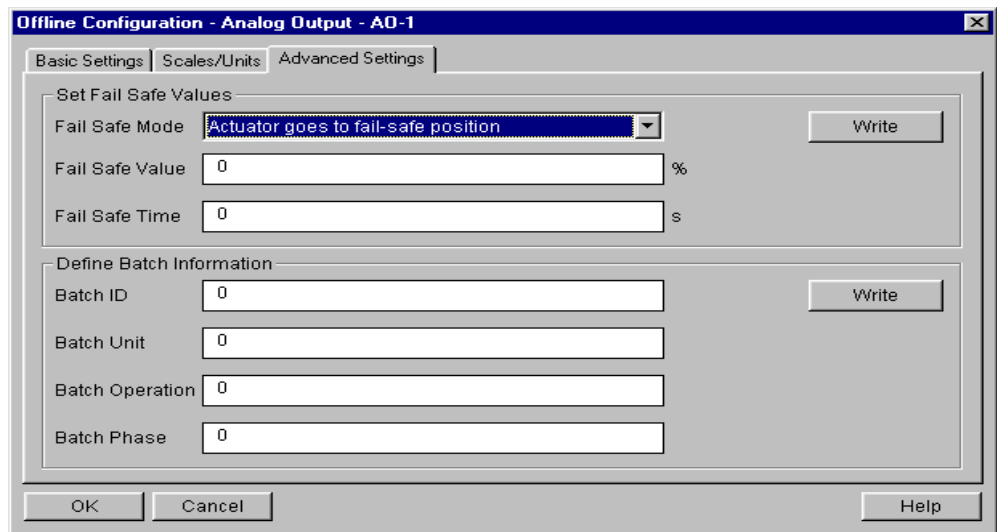 Offline Configuration - Analog Output - AO-1
Basic Settings Scales/Units Advanced Settings
Set Fail Safe Values
Fail Safe Mode Actuator goes to fail-safe position Write
Fail Safe Value 0 %
Fail Safe Time 0 s
Define Batch Information
Batch ID 0 Write
Batch Unit 0
Batch Operation 0
Batch Phase 0
OK Cancel Help